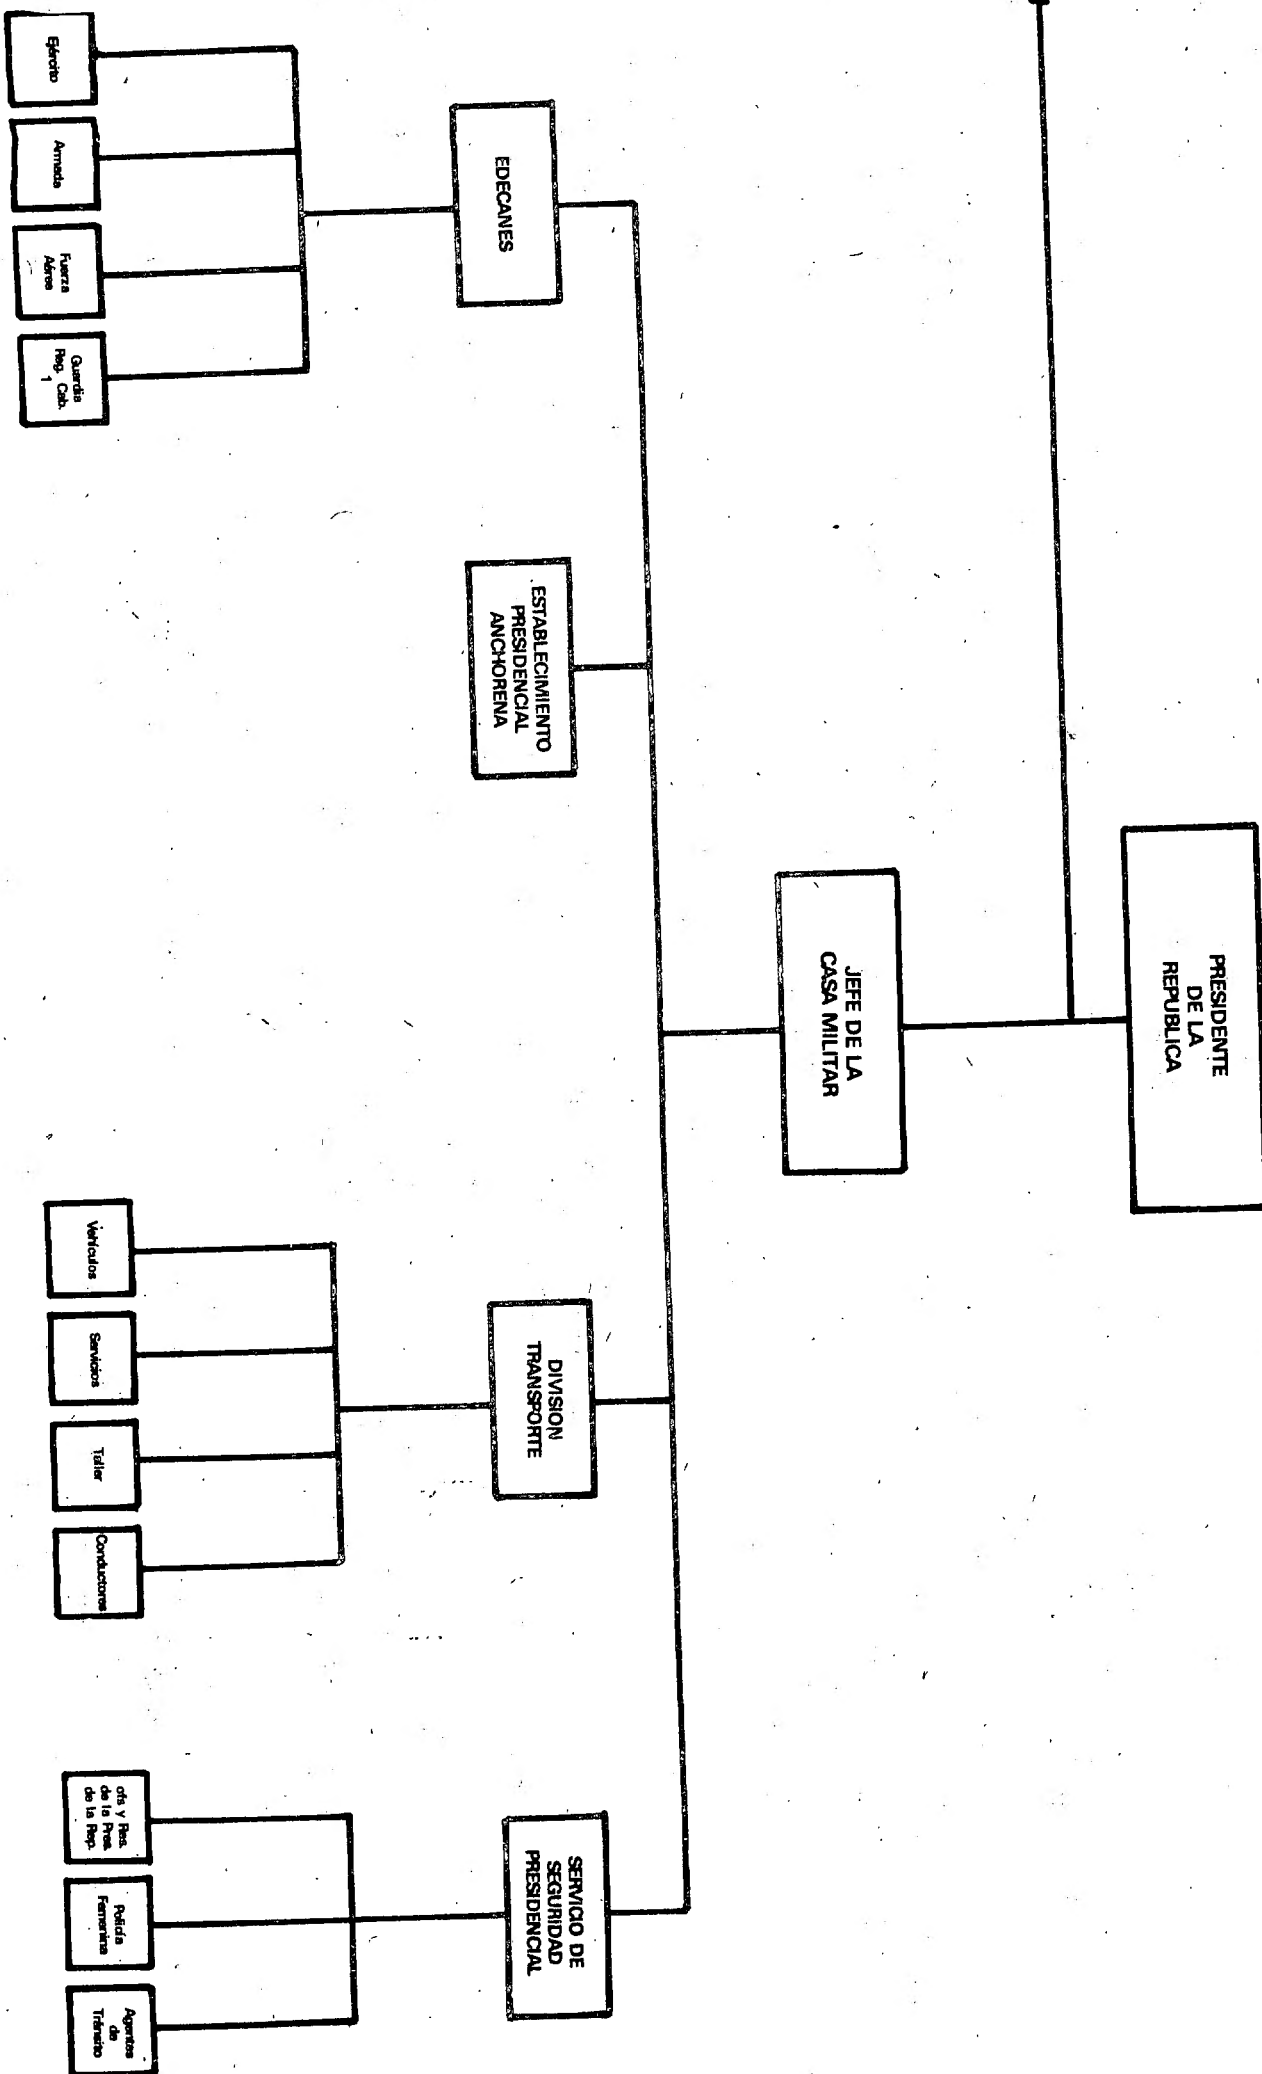 PRESIDENTE
DE LA
REPUBLICA
JEFE DE LA
CASA MILITAR
EDECANES
ESTABLECIMIENTO
PRESIDENCIAL
ANCHORENA
DIVISION
TRANSPORTE
SERVICIO DE
SEGURIDAD
PRESIDENCIAL
Ejército
Armada
Fuerza
Aérea
Guardia
Reg. Cab.
1
Vehículos
Servicios
Taller
Conductores
ofs y Res.
de la Pres.
de la Rep.
Policía
Femenina
Agentes
de
Tránsito